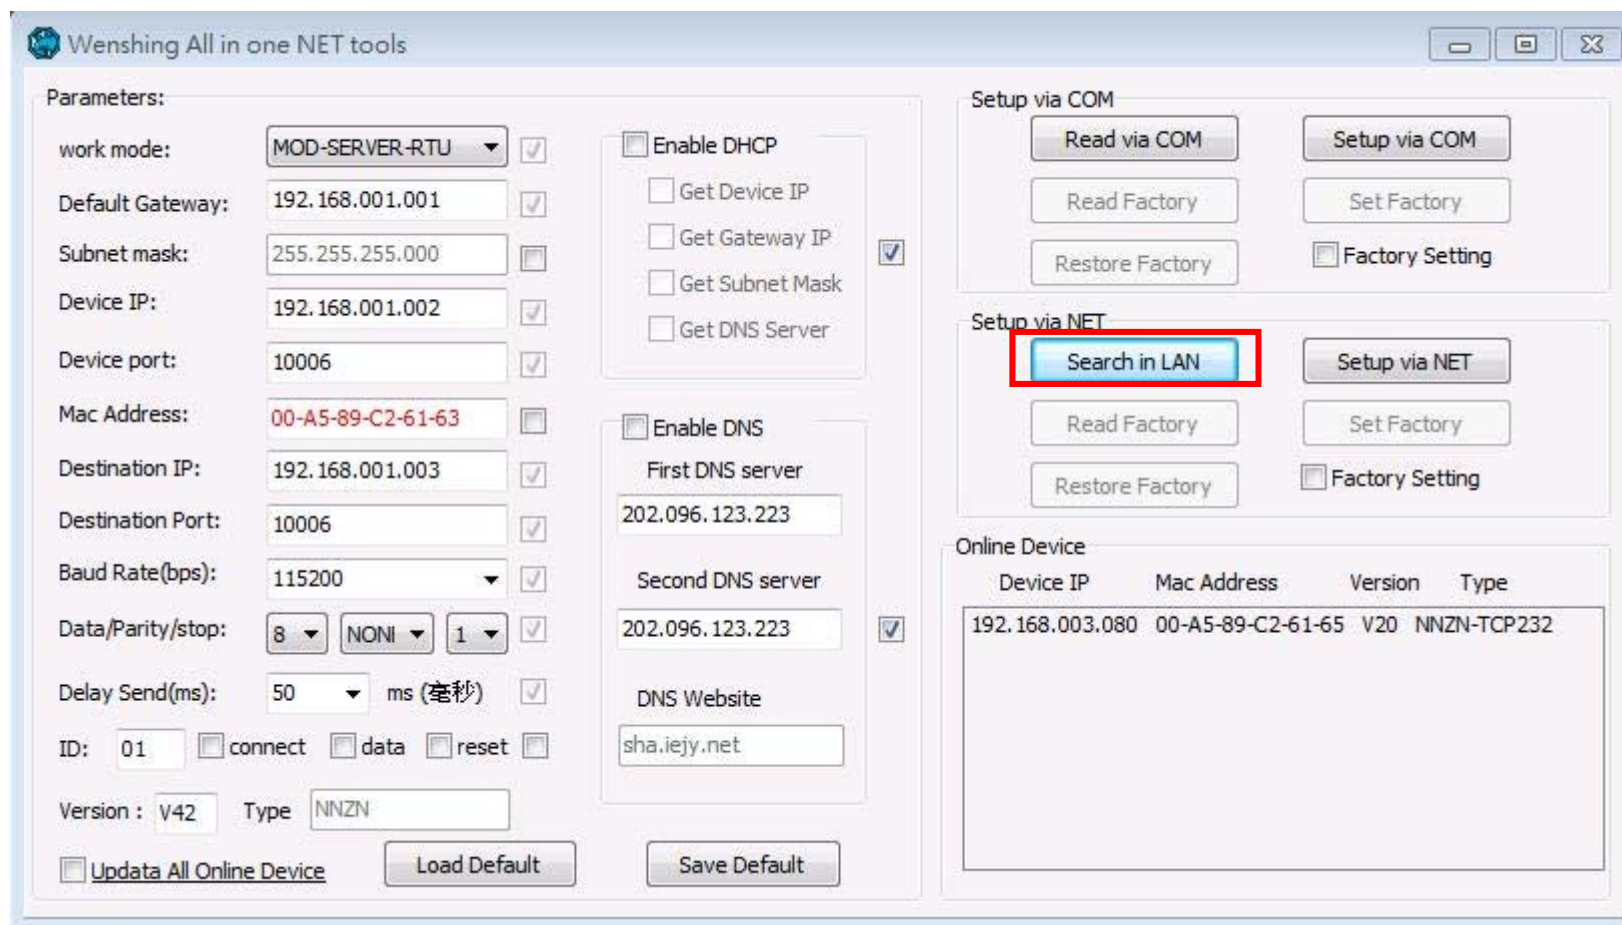 Wenshing All in one NET tools
Parameters:
work mode: MOD-SERVER-RTU
Default Gateway: 192.168.001.001
Subnet mask: 255.255.255.000
Device IP: 192.168.001.002
Device port: 10006
Mac Address: 00-A5-89-C2-61-63
Destination IP: 192.168.001.003
Destination Port: 10006
Baud Rate(bps): 115200
Data/Parity/stop: 8 NONI 1
Delay Send(ms): 50 ms (毫秒)
ID: 01 connect data reset
Version : V42 Type NNZN
Updata All Online Device Load Default Save Default
Enable DHCP
Get Device IP
Get Gateway IP
Get Subnet Mask
Get DNS Server
Enable DNS
First DNS server
202.096.123.223
Second DNS server
202.096.123.223
DNS Website
sha.iejy.net
Setup via COM
Read via COM Setup via COM
Read Factory Set Factory
Restore Factory Factory Setting
Setup via NET
Search in LAN Setup via NET
Read Factory Set Factory
Restore Factory Factory Setting
Online Device
Device IP Mac Address Version Type
192.168.003.080 00-A5-89-C2-61-65 V20 NNZN-TCP232